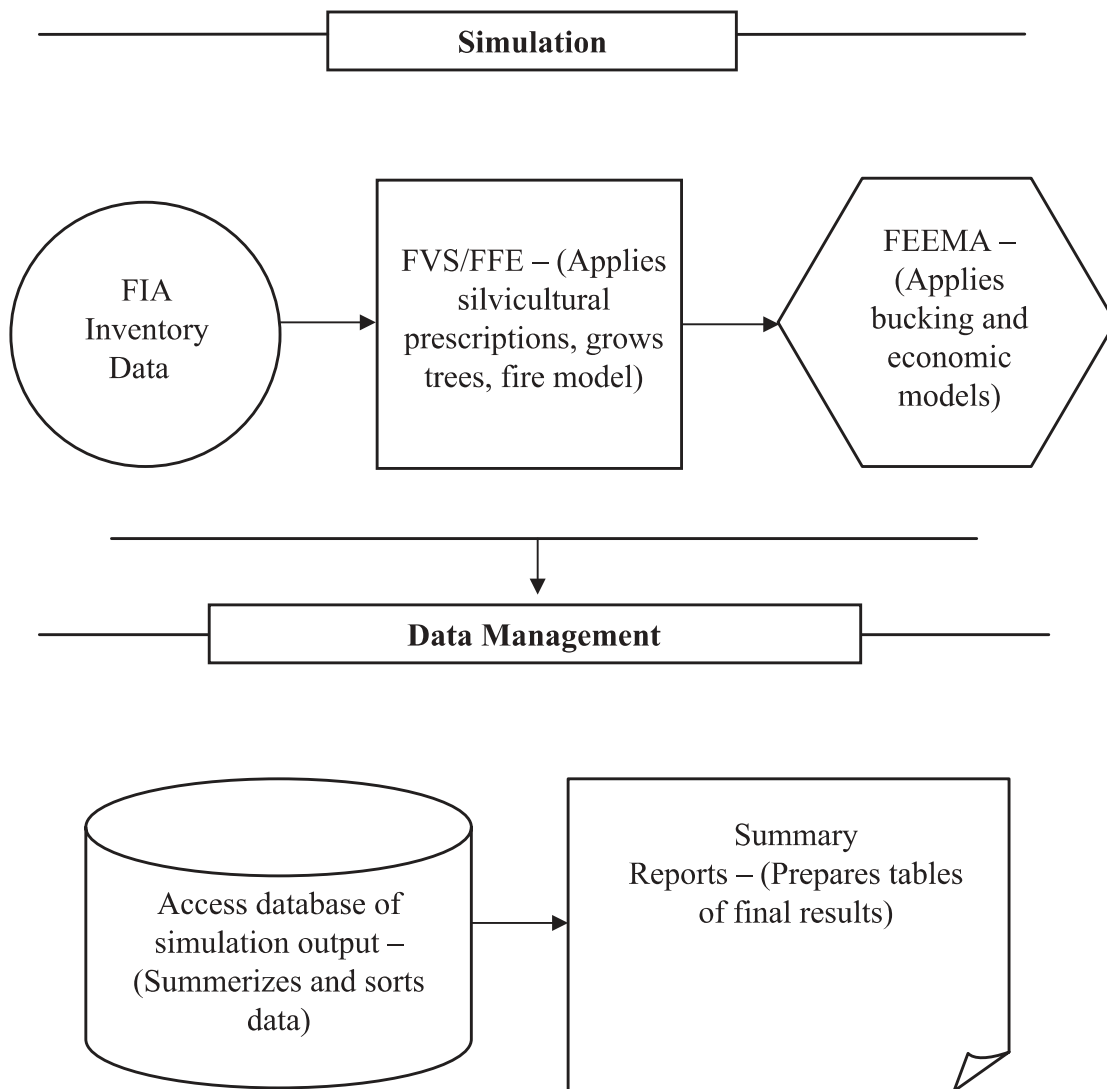 Simulation
FIA
Inventory
Data
FVS/FFE – (Applies
silvicultural
prescriptions, grows
trees, fire model)
FEEMA –
(Applies
bucking and
economic
models)
Data Management
Access database of
simulation output –
(Summerizes and sorts
data)
Summary
Reports – (Prepares tables
of final results)